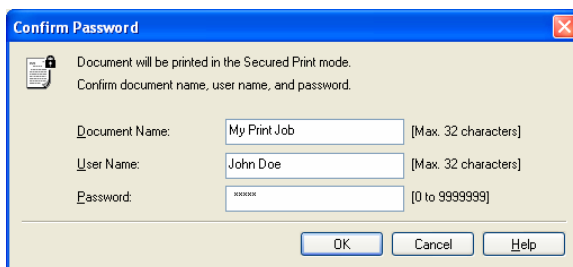 Confirm Password
Document will be printed in the Secured Print mode.
Confirm document name, user name, and password.
Document Name: My Print Job [Max. 32 characters]
User Name: John Doe [Max. 32 characters]
Password: ***** [0 to 9999999]
OK Cancel Help